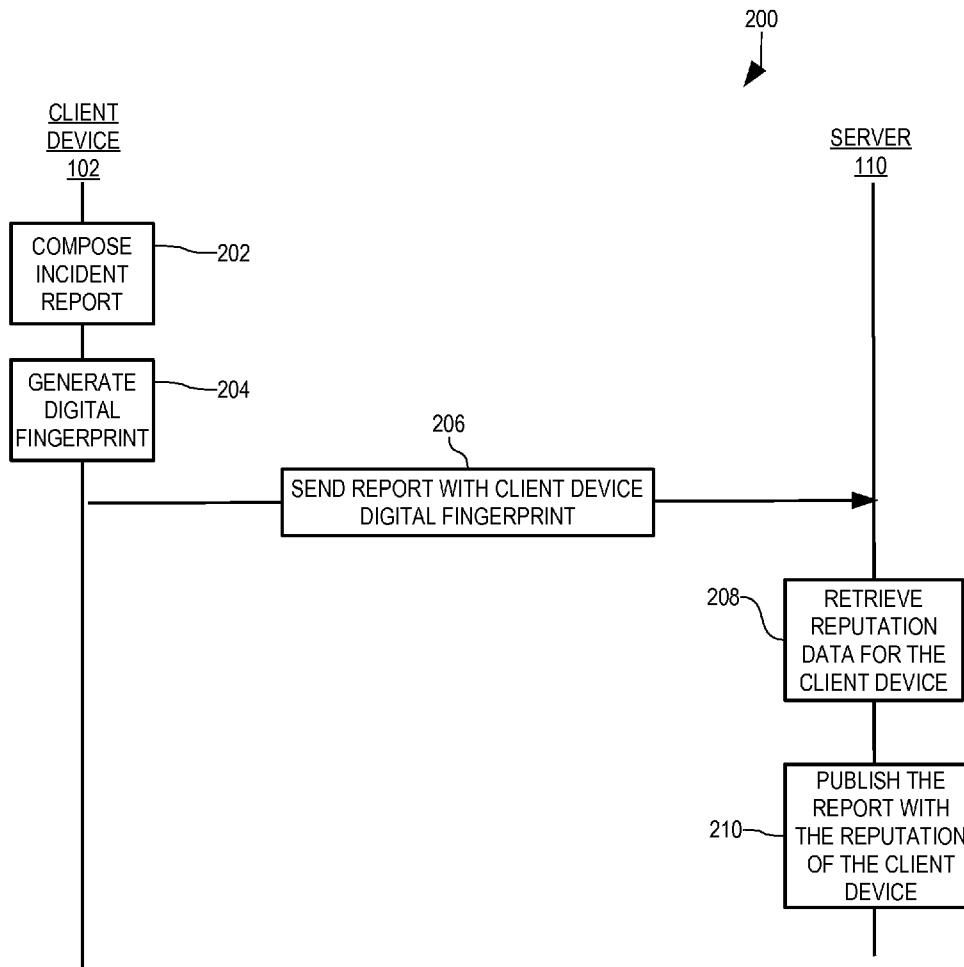 200
CLIENT
DEVICE
102
SERVER
110
COMPOSE
INCIDENT
REPORT
202
GENERATE
DIGITAL
FINGERPRINT
204
206
SEND REPORT WITH CLIENT DEVICE
DIGITAL FINGERPRINT
208
RETRIEVE
REPUTATION
DATA FOR THE
CLIENT DEVICE
210
PUBLISH THE
REPORT WITH
THE REPUTATION
OF THE CLIENT
DEVICE